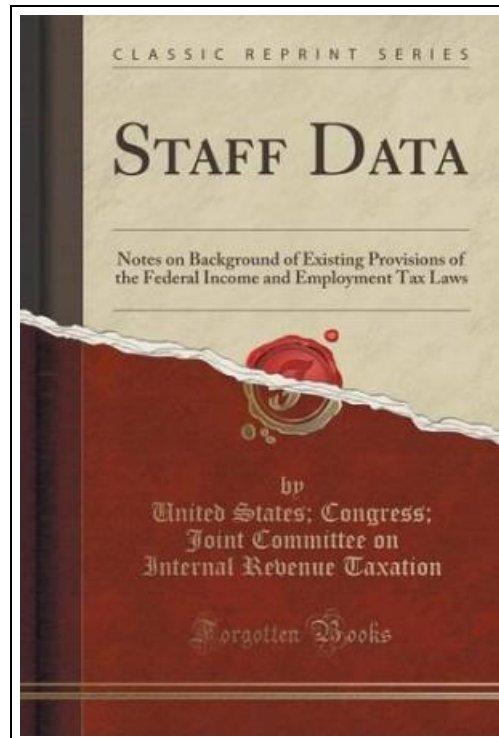 CLASSIC REPRINT SERIES
STAFF DATA
Notes on Background of Existing Provisions of
the Federal Income and Employment Tax Laws
by
United States; Congress;
Joint Committee on
Internal Revenue Taxation
Forgotten Books